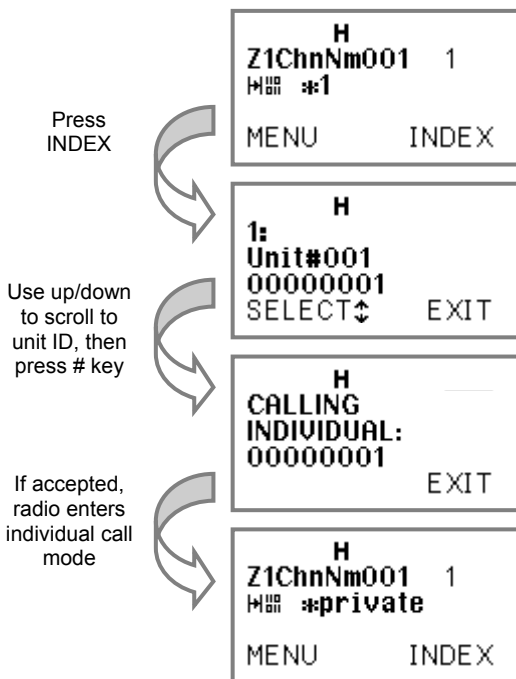 H
Z1ChnNm001 1
*1
MENU INDEX
Press
INDEX
H
1:
Unit#001
00000001
SELECT EXIT
Use up/down
to scroll to
unit ID, then
press # key
H
CALLING
INDIVIDUAL:
00000001
EXIT
If accepted,
radio enters
individual call
mode
H
Z1ChnNm001 1
*private
MENU INDEX